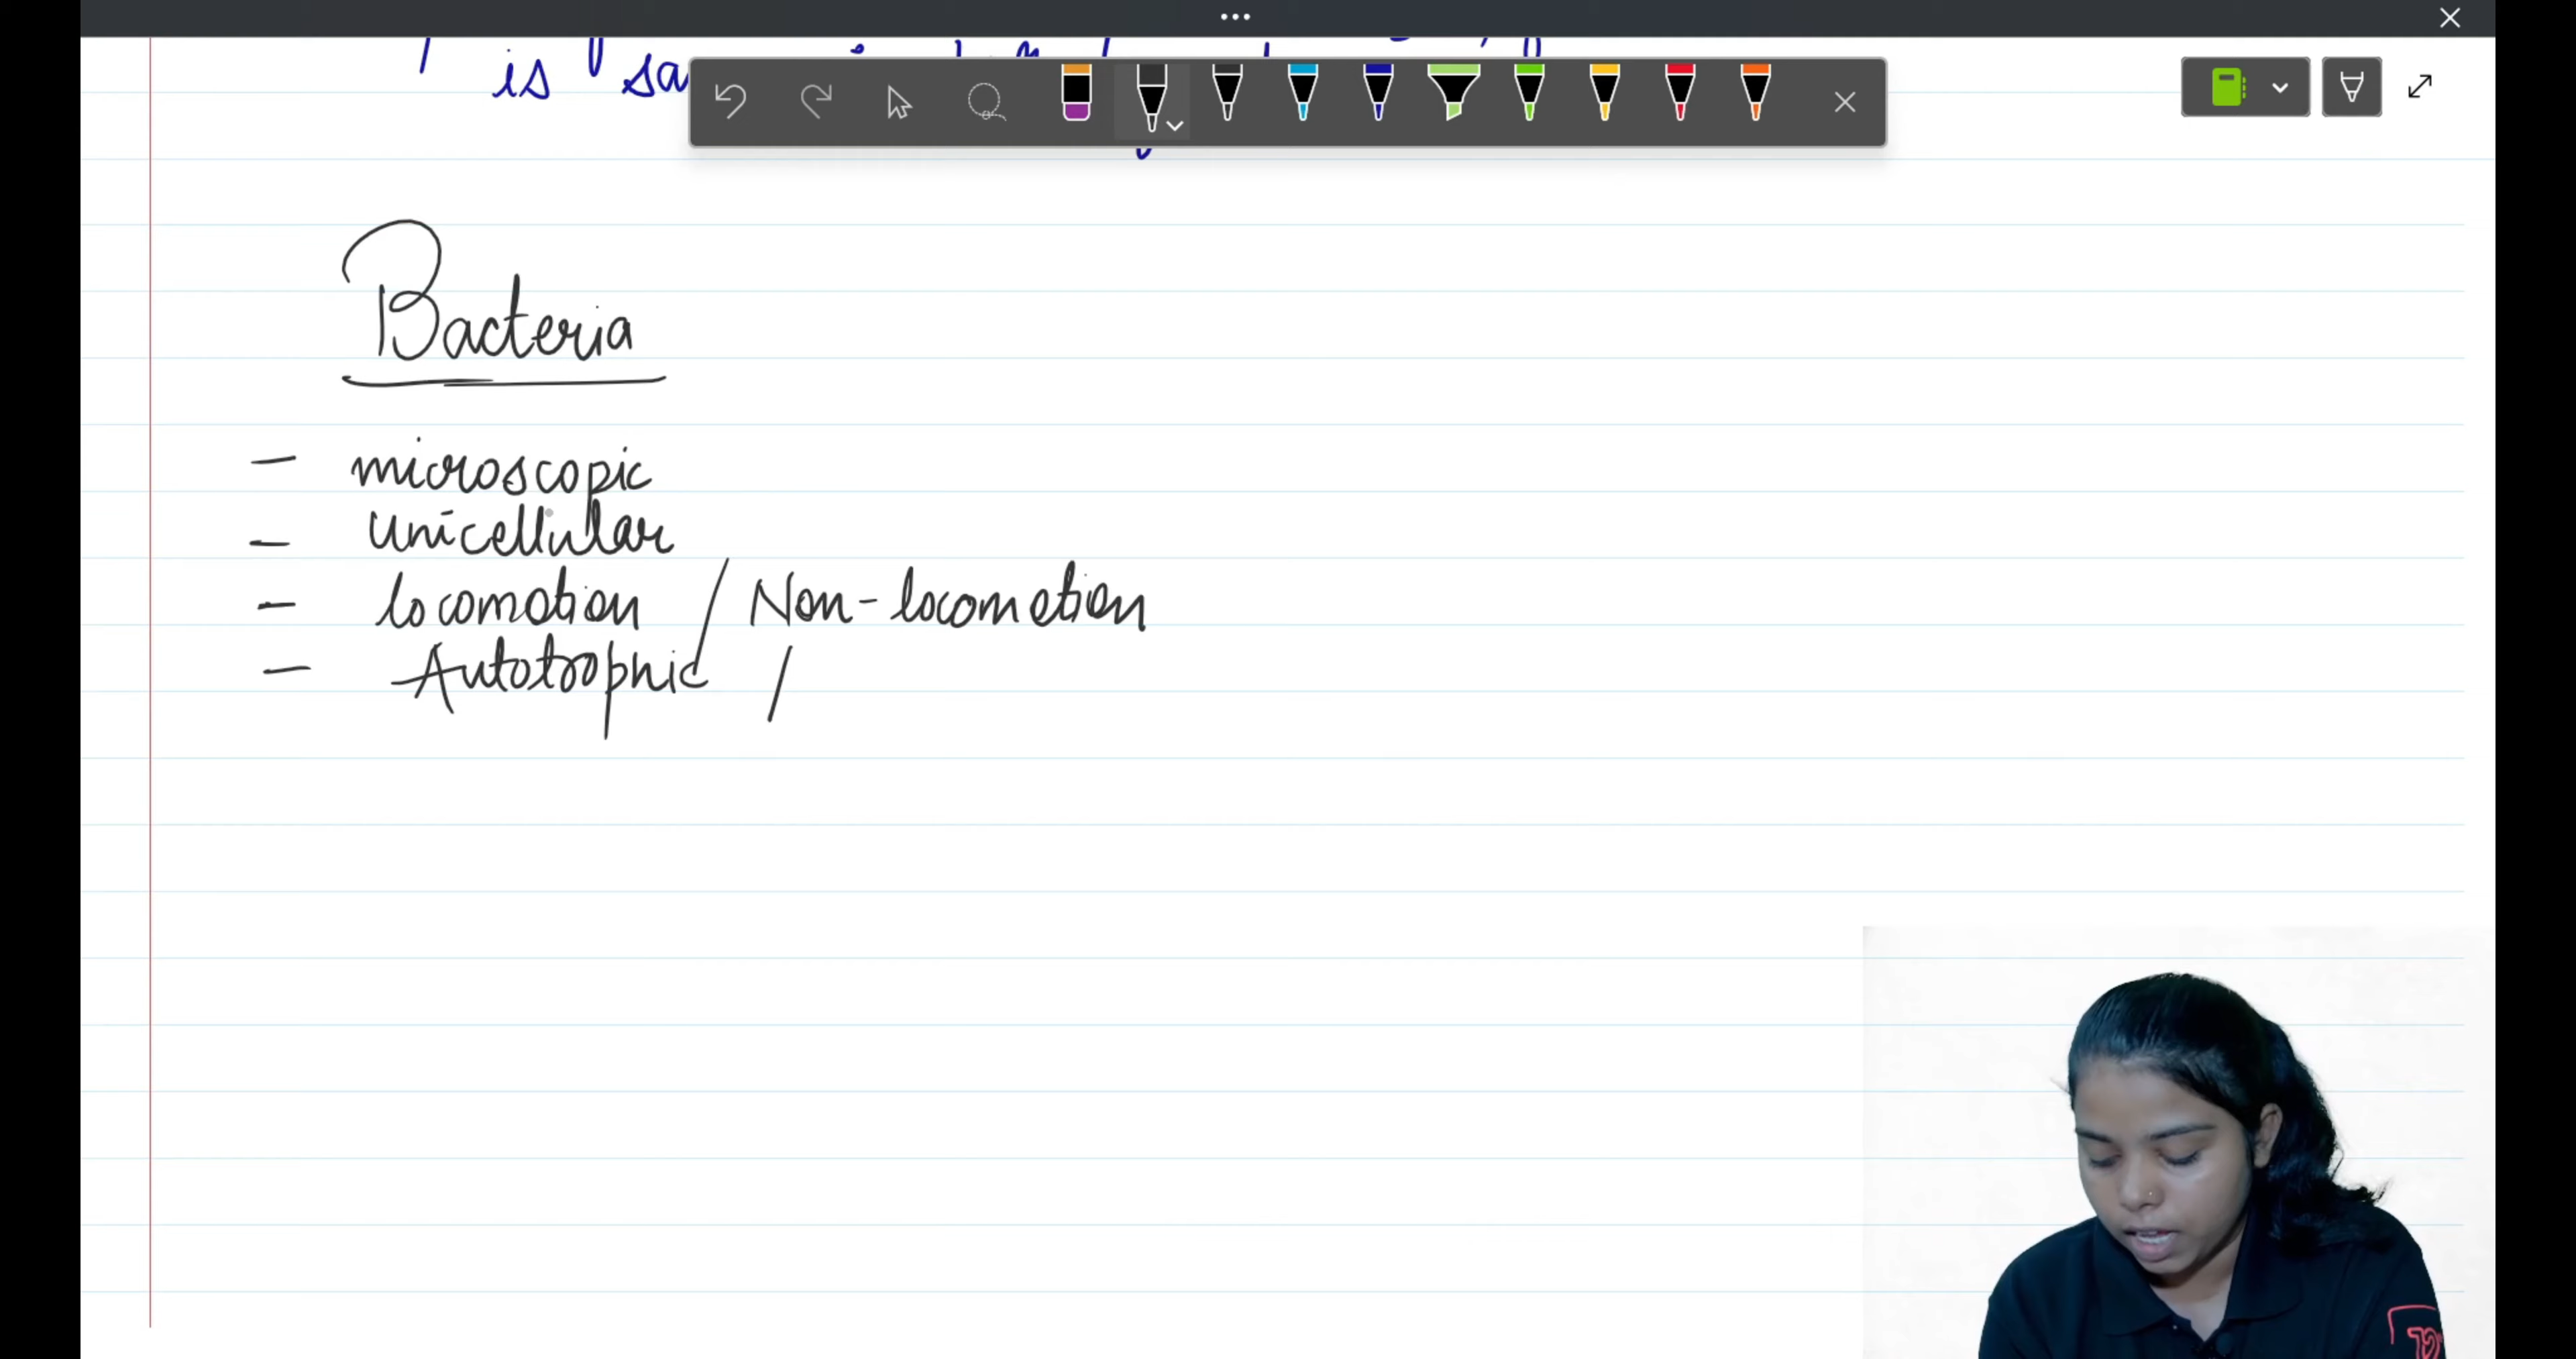 is
Bacteria
- microscopic
- unicellular
- locomotion / Non-locomotion
- Autotrophic /